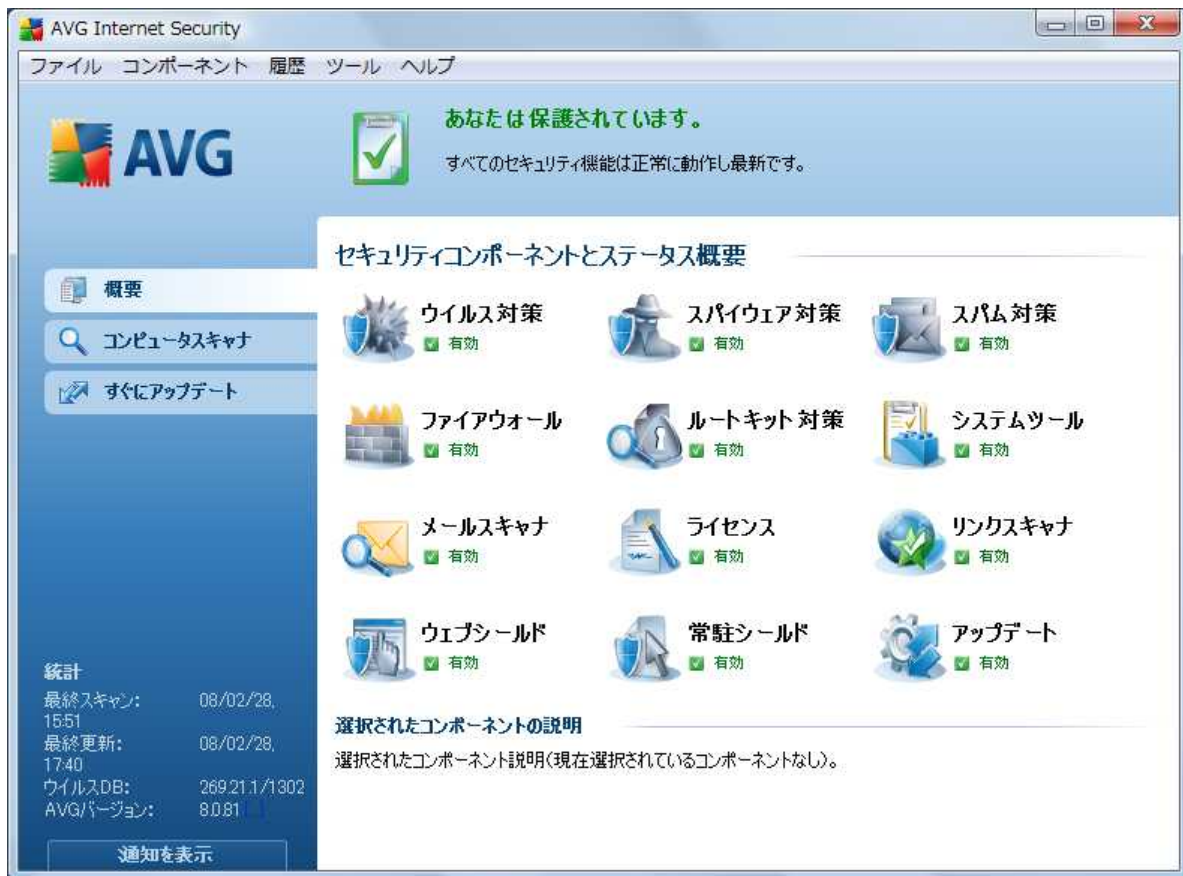 AVG Internet Security
ファイル コンポーネント 履歴 ツール ヘルプ
AVG
あなたは保護されています。
すべてのセキュリティ機能は正常に動作し最新です。
概要
コンピュータスキャナ
すぐにアップデート
セキュリティコンポーネントとステータス概要
ウイルス対策
有効
スパイウェア対策
有効
スパム対策
有効
ファイアウォール
有効
ルートキット対策
有効
システムツール
有効
メールスキャナ
有効
ライセンス
有効
リンクスキャナ
有効
ウェブシールド
有効
常駐シールド
有効
アップデート
有効
選択されたコンポーネントの説明
選択されたコンポーネント説明(現在選択されているコンポーネントなし)。
統計
最終スキャン: 08/02/28,
15:51
最終更新: 08/02/28,
17:40
ウイルスDB: 269.21.1/1302
AVGバージョン: 8.0.81
通知を表示